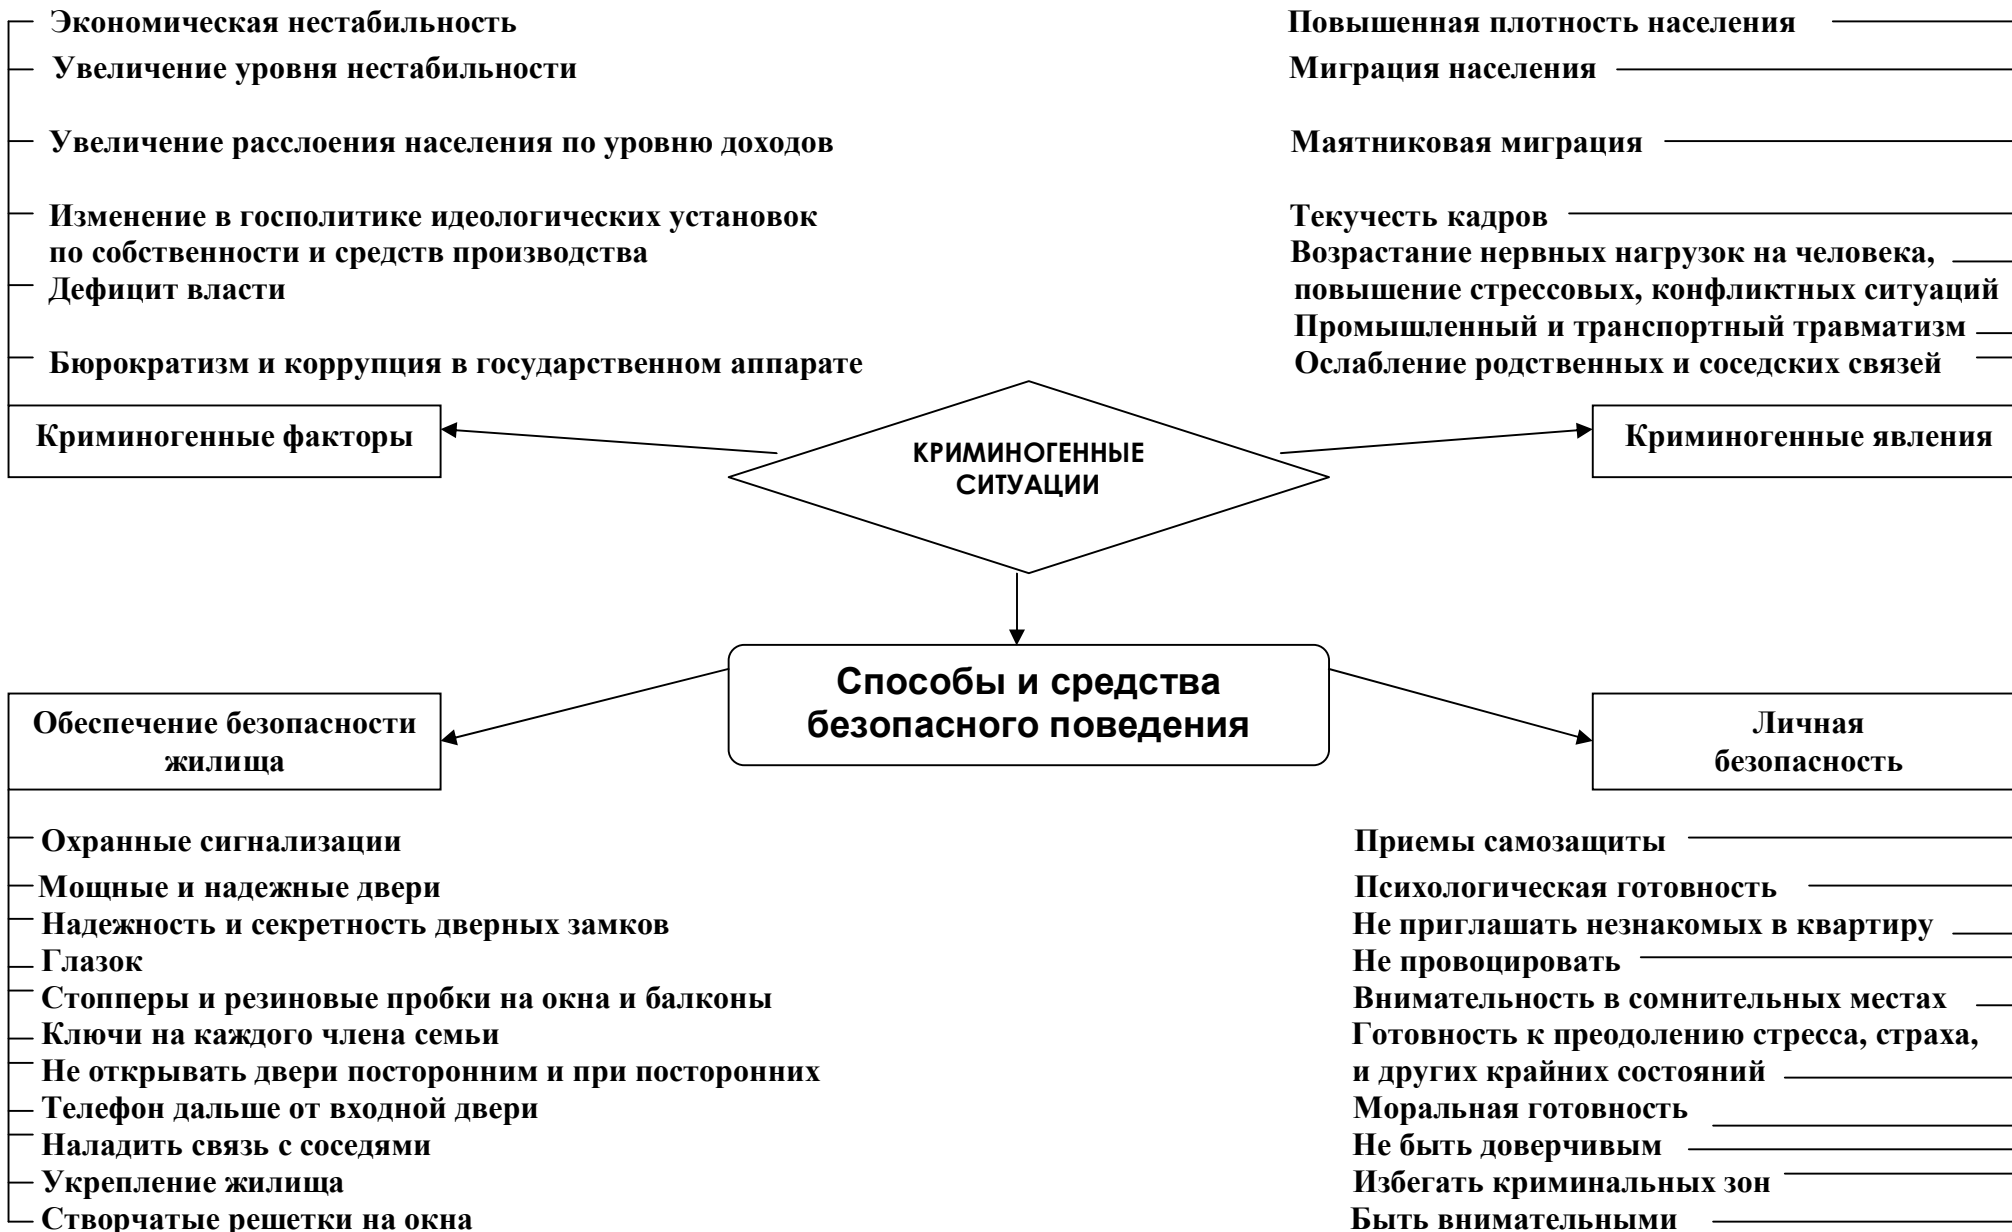 Экономическая нестабильность
Увеличение уровня нестабильности
Увеличение расслоения населения по уровню доходов
Изменение в госполитике идеологических установок
по собственности и средств производства
Дефицит власти
Бюрократизм и коррупция в государственном аппарате
Криминогенные факторы
Повышенная плотность населения
Миграция населения
Маятниковая миграция
Текучесть кадров
Возрастание нервных нагрузок на человека,
повышение стрессовых, конфликтных ситуаций
Промышленный и транспортный травматизм
Ослабление родственных и соседских связей
Криминогенные явления
КРИМИНОГЕННЫЕ
СИТУАЦИИ
Способы и средства
безопасного поведения
Обеспечение безопасности
жилища
Охранные сигнализации
Мощные и надежные двери
Надежность и секретность дверных замков
Глазок
Стопперы и резиновые пробки на окна и балконы
Ключи на каждого члена семьи
Не открывать двери посторонним и при посторонних
Телефон дальше от входной двери
Наладить связь с соседями
Укрепление жилища
Створчатые решетки на окна
Личная
безопасность
Приемы самозащиты
Психологическая готовность
Не приглашать незнакомых в квартиру
Не провоцировать
Внимательность в сомнительных местах
Готовность к преодолению стресса, страха,
и других крайних состояний
Моральная готовность
Не быть доверчивым
Избегать криминальных зон
Быть внимательными